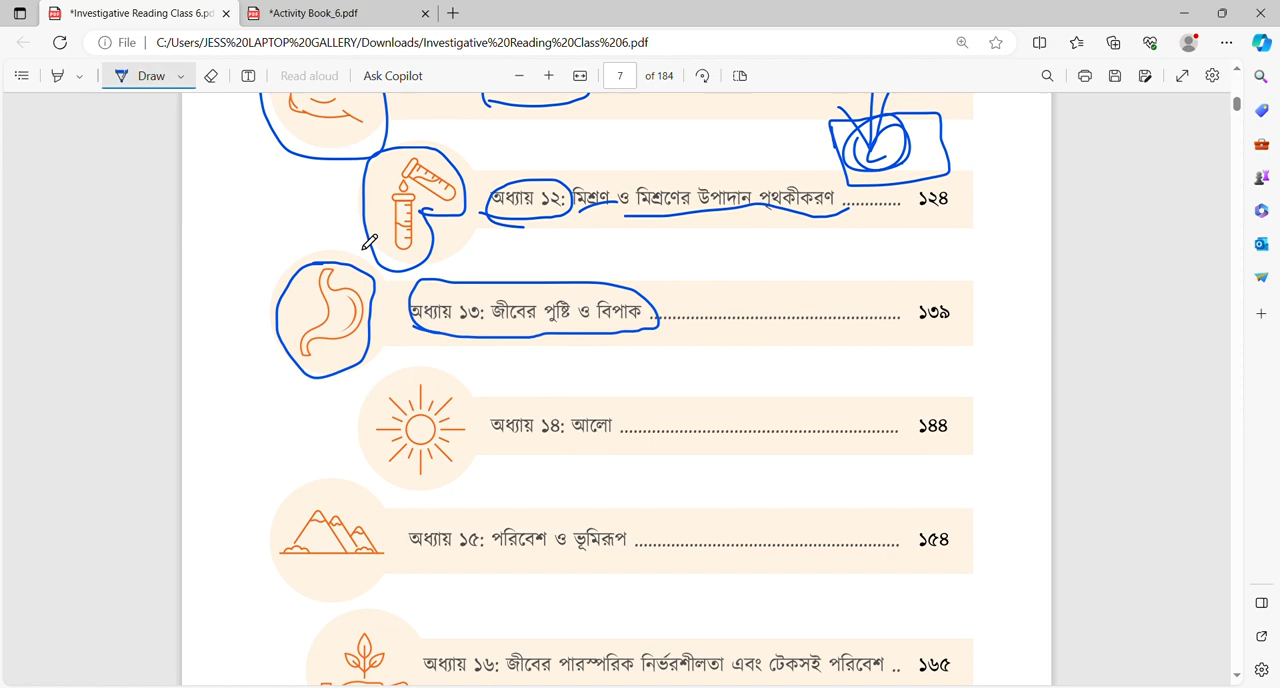 *Investigative Reading Class 6.pd
*Activity Book_6.pdf
File
C:/Users/JESS%20LAPTOP%20GALLERY/Downloads/Investigative%20Reading%20Class%206.pdf
Draw
Read aloud
Ask Copilot
7
of 184
অধ্যায় ১২: মিশ্রণ ও মিশ্রণের উপাদান পৃথকীকরণ ............ ১২৪
অধ্যায় ১৩: জীবের পুষ্টি ও বিপাক ..................................................... ১৩৯
অধ্যায় ১৪: আলো .......................................................... ১৪৪
অধ্যায় ১৫: পরিবেশ ও ভূমিরূপ ....................................................... ১৫৪
অধ্যায় ১৬: জীবের পারস্পরিক নির্ভরশীলতা এবং টেকসই পরিবেশ .. ১৬৫